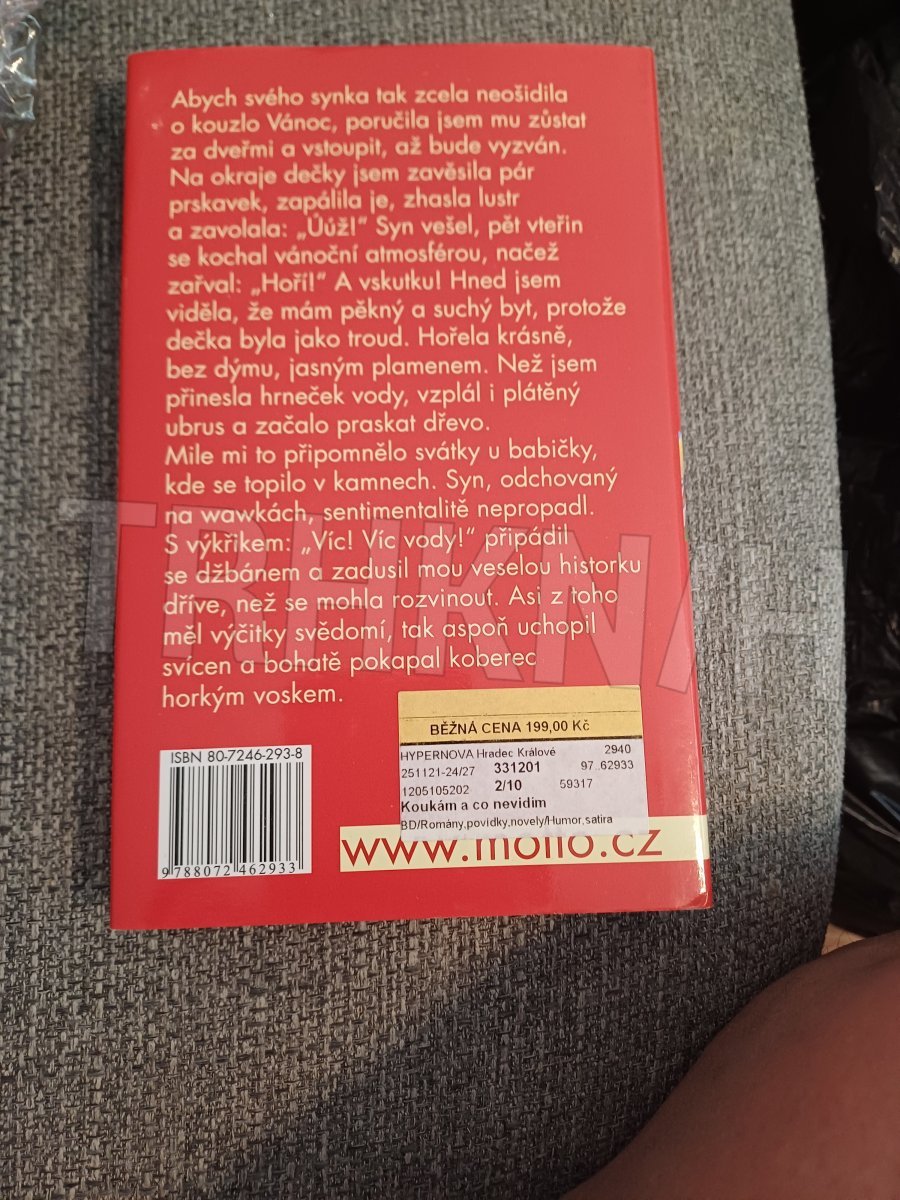 Abych svého synka tak zcela neošidila
o kouzlo Vánoc, poručila jsem mu zůstat
za dveřmi a vstoupit, až bude vyzván.
Na okraje dečky jsem zavěsila pár
prskavek, zapálila je, zhasla lustr
a zavolala: „Úúž!" Syn vešel, pět vteřin
se kochal vánoční atmosférou, načež
zařval: „Hoří!" A vskutku! Hned jsem
viděla, že mám pěkný a suchý byt, protože
dečka byla jako troud. Hořela krásně,
bez dýmu, jasným plamenem. Než jsem
přinesla hrneček vody, vzplál i plátěný
ubrus a začalo praskat dřevo.
Mile mi to připomnělo svátky u babičky,
kde se topilo v kamnech. Syn, odchovaný
na wawkách, sentimentalitě nepropadl.
S výkřikem: „Víc! Víc vody!" připádil
se džbánem a zadusil mou veselou historku
dříve, než se mohla rozvinout. Asi z toho
měl výčitky svědomí, tak aspoň uchopil
svícen a bohatě pokapal koberec
horkým voskem.
ISBN 80-7246-293-8
9 788072 462933
BĚŽNÁ CENA 199,00 Kč
HYPERNOVA Hradec Králové 2940
251121-24/27 331201 97..62933
1205105202 2/10 59317
Koukám a co nevidím
BD/Romány,povídky,novely/Humor,satira
www.motto.cz
TRHKNIH